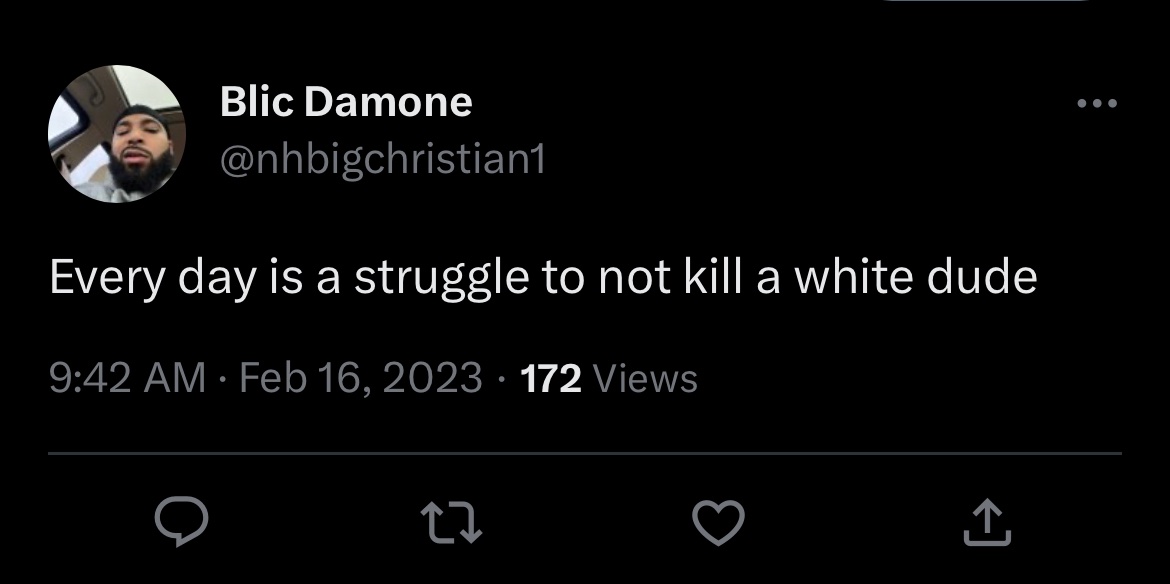 Blic Damone
@nhbigchristian1
Every day is a struggle to not kill a white dude
9:42 AM · Feb 16, 2023 · 172 Views